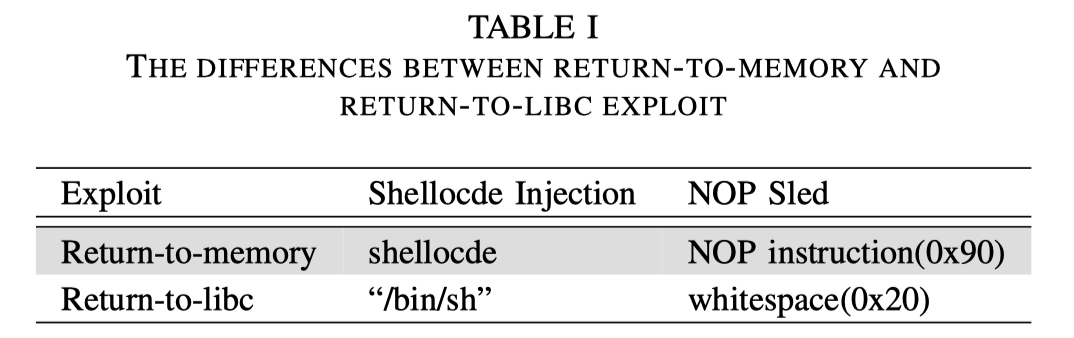 TABLE I
THE DIFFERENCES BETWEEN RETURN-TO-MEMORY AND
RETURN-TO-LIBC EXPLOIT
Exploit Shellocde Injection NOP Sled
Return-to-memory shellocde NOP instruction(0x90)
Return-to-libc “/bin/sh” whitespace(0x20)